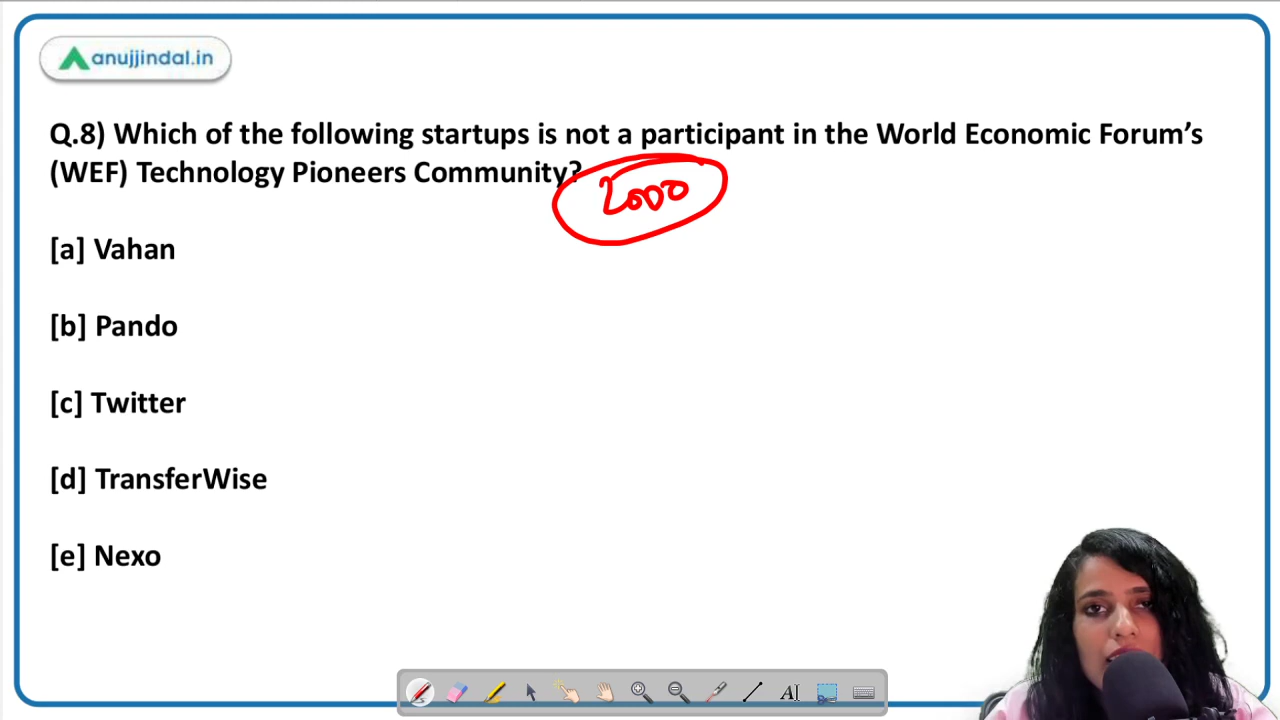 anujjindal.in
Q.8) Which of the following startups is not a participant in the World Economic Forum’s
(WEF) Technology Pioneers Community?
2000
[a] Vahan
[b] Pando
[c] Twitter
[d] TransferWise
[e] Nexo
AI